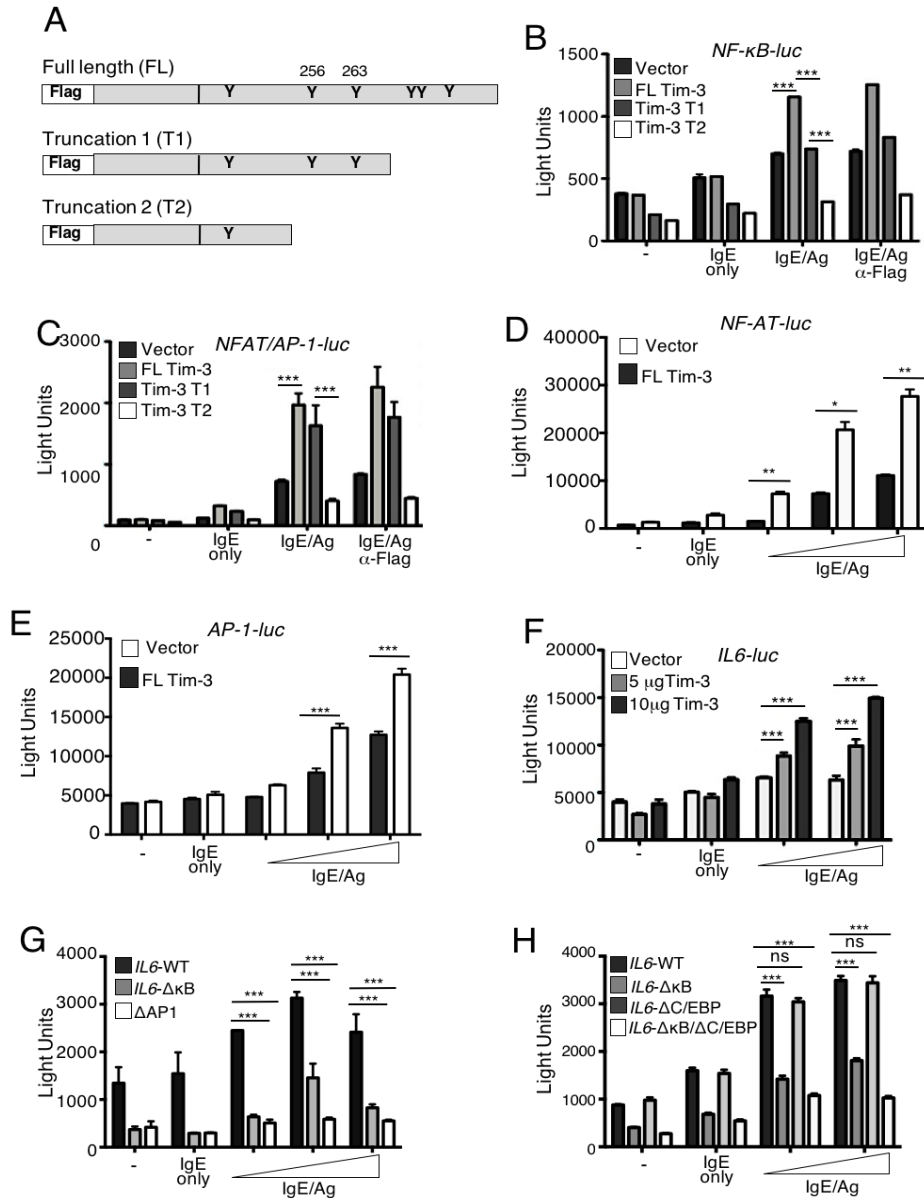 A
Full length (FL)
256 263
Flag Y Y Y YY Y
Truncation 1 (T1)
Flag Y Y Y
Truncation 2 (T2)
Flag Y
B
NF-κB-luc
Vector
FL Tim-3
Tim-3 T1
Tim-3 T2
Light Units
1500
1000
500
0
*** ***
***
- IgE only IgE/Ag IgE/Ag α-Flag
C
NFAT/AP-1-luc
Vector
FL Tim-3
Tim-3 T1
Tim-3 T2
Light Units
3000
2000
1000
0
*** ***
- IgE only IgE/Ag IgE/Ag α-Flag
D
NF-AT-luc
Vector
FL Tim-3
Light Units
40000
30000
20000
10000
0
** * **
- IgE only
IgE/Ag
E
AP-1-luc
Vector
FL Tim-3
Light Units
25000
20000
15000
10000
5000
0
*** ***
- IgE only
IgE/Ag
F
IL6-luc
Vector
5 µgTim-3
10µg Tim-3
Light Units
20000
15000
10000
5000
0
*** ***
*** ***
- IgE only
IgE/Ag
G
IL6-WT
IL6-ΔκB
ΔAP1
Light Units
4000
3000
2000
1000
0
*** *** ***
*** *** ***
- IgE only
IgE/Ag
H
IL6-WT
IL6-ΔκB
IL6-ΔC/EBP
IL6-ΔκB/ΔC/EBP
Light Units
4000
3000
2000
1000
0
*** ***
ns ns
*** ***
- IgE only
IgE/Ag